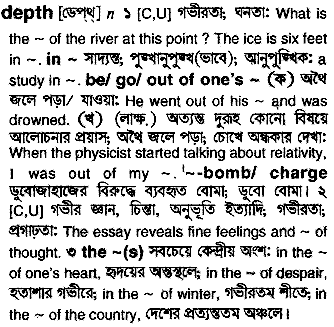 depth [ডেপ্‌থ্] n ১ [C,U] গভীরতা; ঘনতা: What is
the ~ of the river at this point ? The ice is six feet
in ~. in ~ সাদ্যন্ত; পুঙ্খানুপুঙ্খ(ভাবে); আনুপুঙ্খিক: a
study in ~. be/ go/ out of one's ~ (ক) অথৈ
জলে পড়া/ যাওয়া: He went out of his ~ and was
drowned. (খ) (লাক্ষ.) অত্যন্ত দুরূহ কোনো বিষয়ে
আলোচনার প্রয়াস; অথৈ জলে পড়া; চোখে অন্ধকার দেখা:
When the physicist started talking about relativity,
I was out of my ~. '~-bomb/ charge
ডুবোজাহাজের বিরুদ্ধে ব্যবহৃত বোমা; ডুবো বোমা। ২
[C,U] গভীর জ্ঞান, চিন্তা, অনুভূতি ইত্যাদি, গভীরতা;
প্রগাঢ়তা: The essay reveals fine feelings and ~ of
thought. ৩ the ~(s) সবচেয়ে কেন্দ্রীয় অংশ: in the ~
of one's heart, হৃদয়ের অন্তস্থলে; in the ~ of despair,
হতাশার গভীরে; in the ~ of winter, গভীরতম শীতে; in
the ~ of the country, দেশের প্রত্যন্ততম অঞ্চলে।